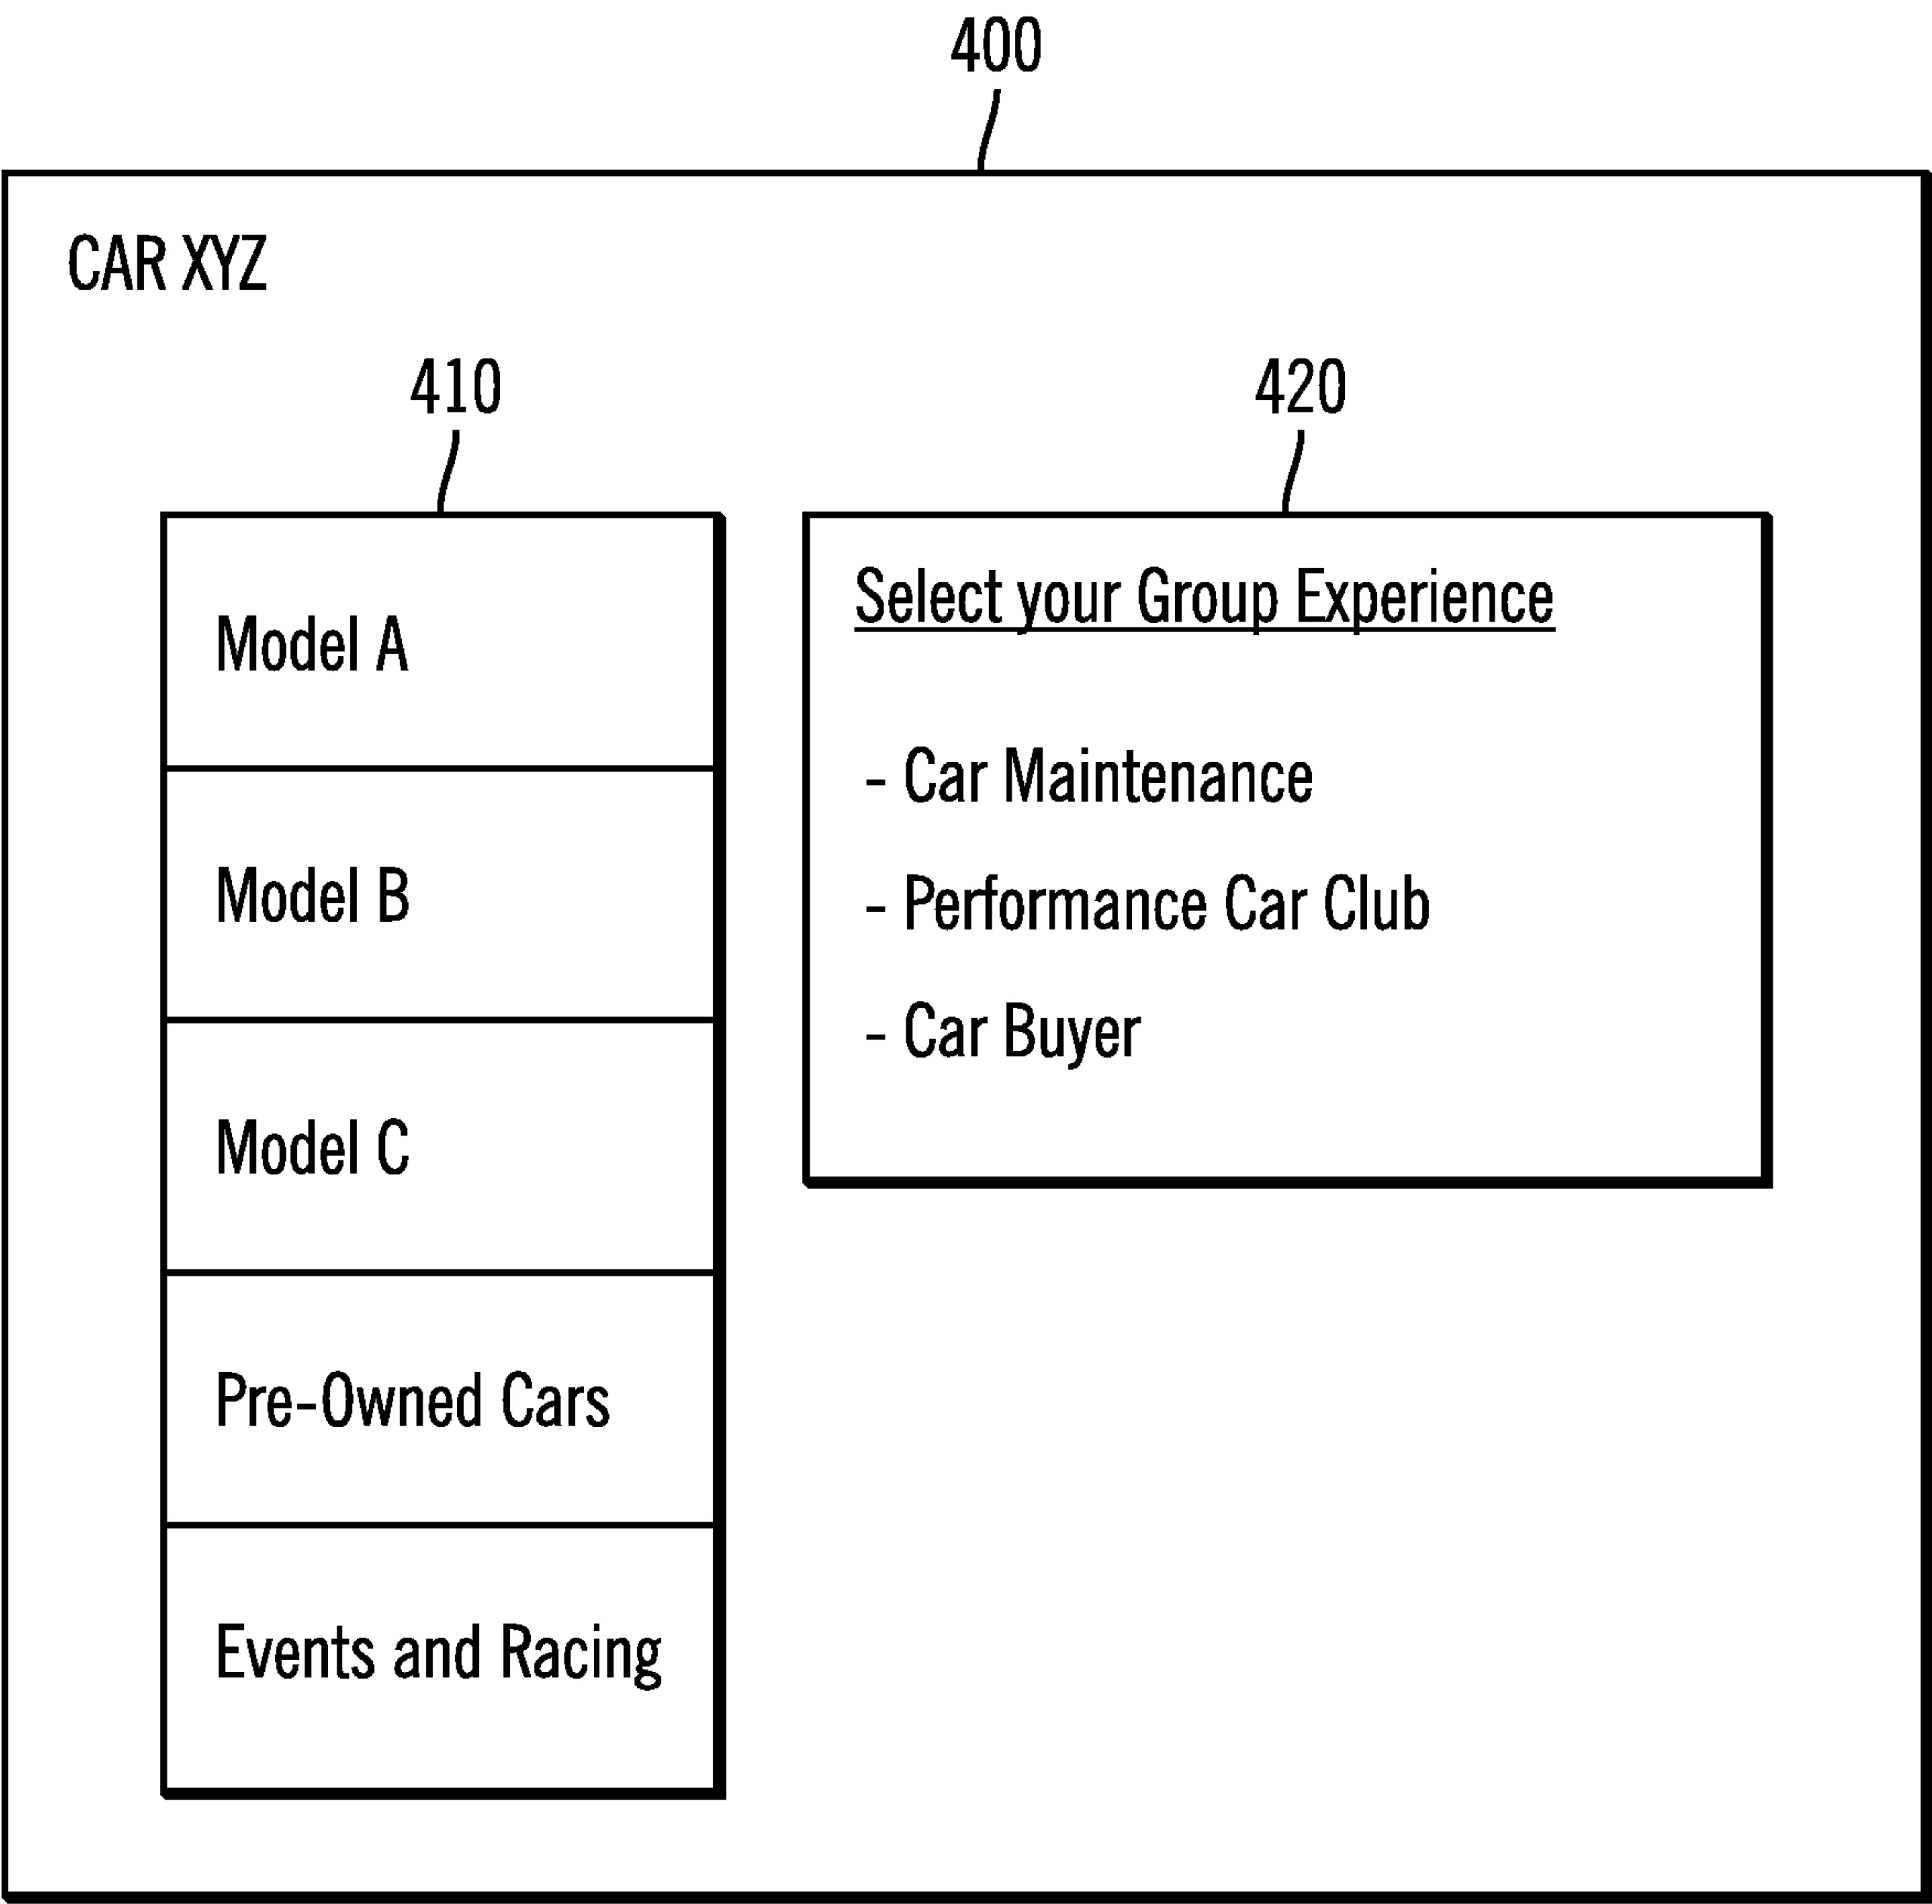 400
CAR XYZ
410
Model A
Model B
Model C
Pre-Owned Cars
Events and Racing
420
Select your Group Experience
- Car Maintenance
- Performance Car Club
- Car Buyer